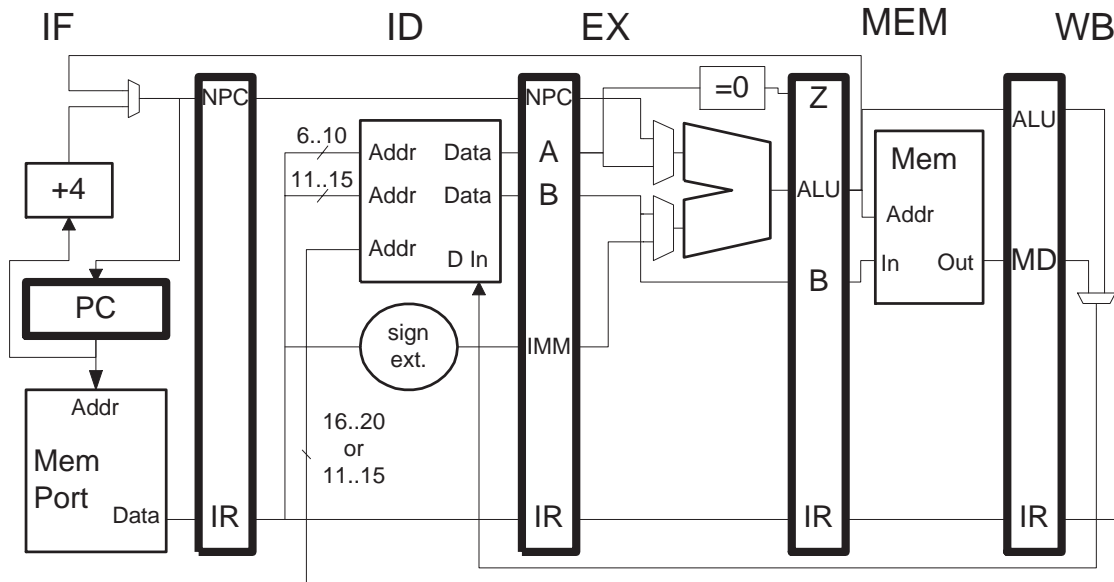 IF
ID
EX
MEM
WB
=0
NPC
NPC
Z
6..10
Addr
Data
A
ALU
Mem
+4
11..15
Addr
Data
B
ALU
Addr
Addr
D In
In
Out
MD
PC
B
sign
ext.
IMM
Addr
16..20
or
11..15
Mem
Port
Data
IR
IR
IR
IR